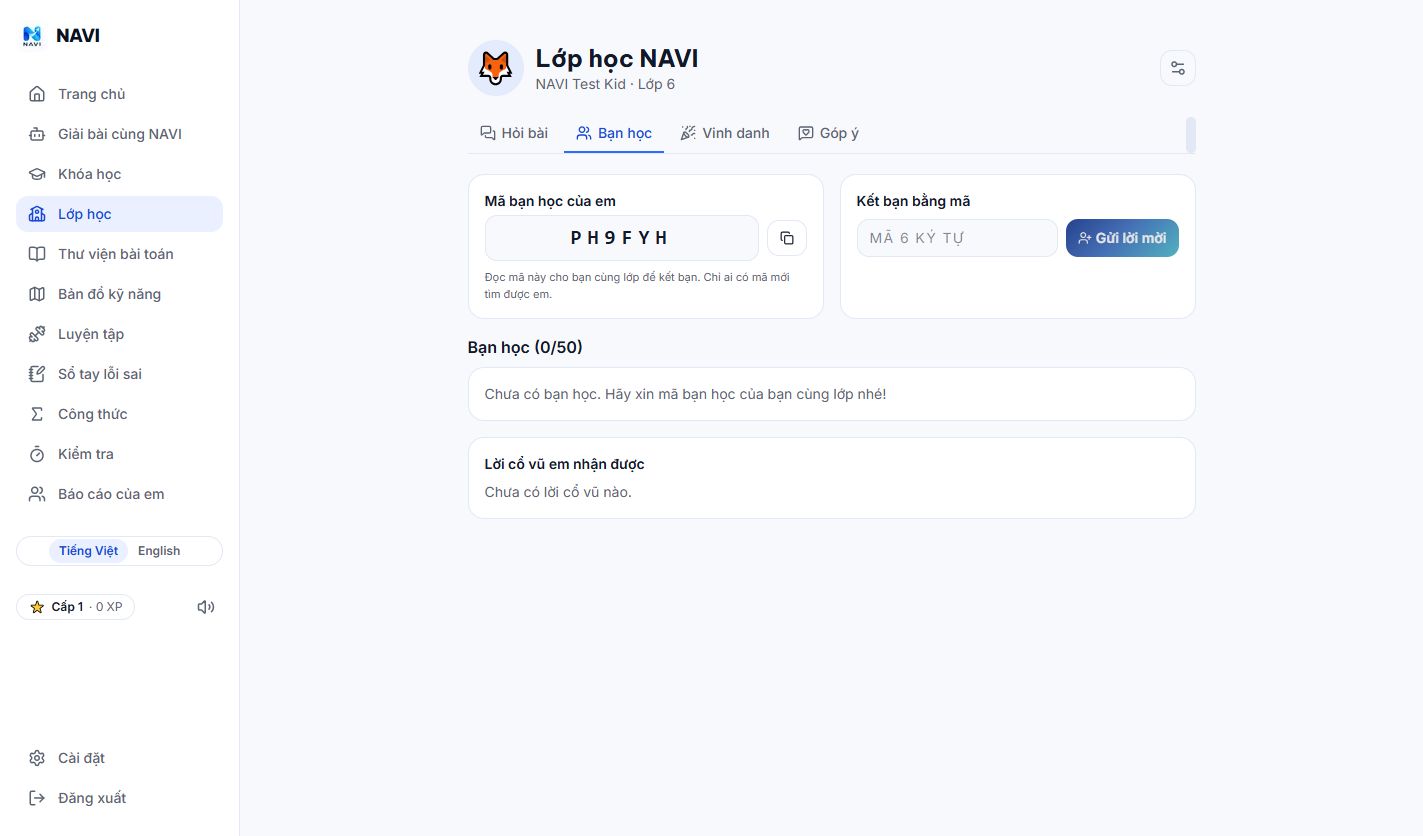 NAVI
NAVI
Trang chủ
Giải bài cùng NAVI
Khóa học
Lớp học
Thư viện bài toán
Bản đồ kỹ năng
Luyện tập
Sổ tay lỗi sai
Công thức
Kiểm tra
Báo cáo của em
Tiếng Việt English
Cấp 1 · 0 XP
Cài đặt
Đăng xuất
Lớp học NAVI
NAVI Test Kid · Lớp 6
Hỏi bài Bạn học Vinh danh Góp ý
Mã bạn học của em
PH9FYH
Đọc mã này cho bạn cùng lớp để kết bạn. Chỉ ai có mã mới
tìm được em.
Kết bạn bằng mã
MÃ 6 KÝ TỰ
Gửi lời mời
Bạn học (0/50)
Chưa có bạn học. Hãy xin mã bạn học của bạn cùng lớp nhé!
Lời cổ vũ em nhận được
Chưa có lời cổ vũ nào.